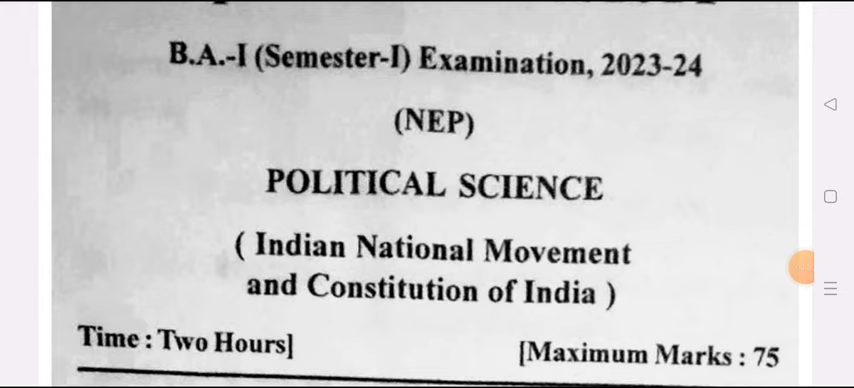 B.A.-I (Semester-I) Examination, 2023-24
(NEP)
POLITICAL SCIENCE
( Indian National Movement
and Constitution of India )
Time : Two Hours]
[Maximum Marks : 75